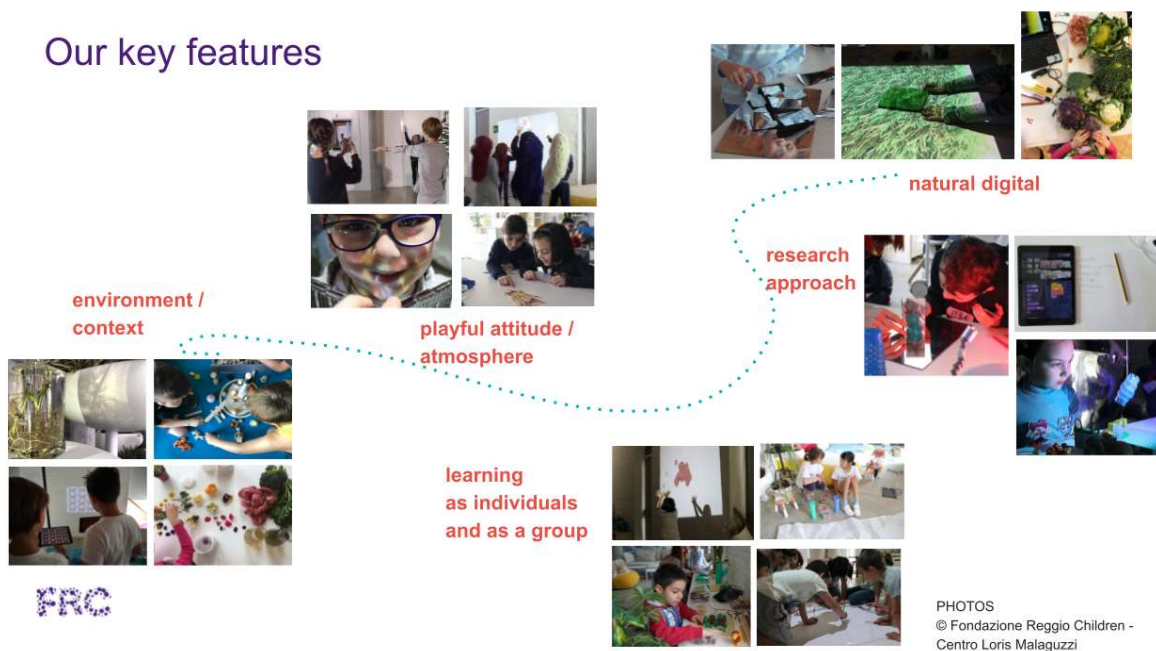 Our key features
natural digital
research
approach
environment /
context
playful attitude /
atmosphere
learning
as individuals
and as a group
FRC
PHOTOS
© Fondazione Reggio Children -
Centro Loris Malaguzzi